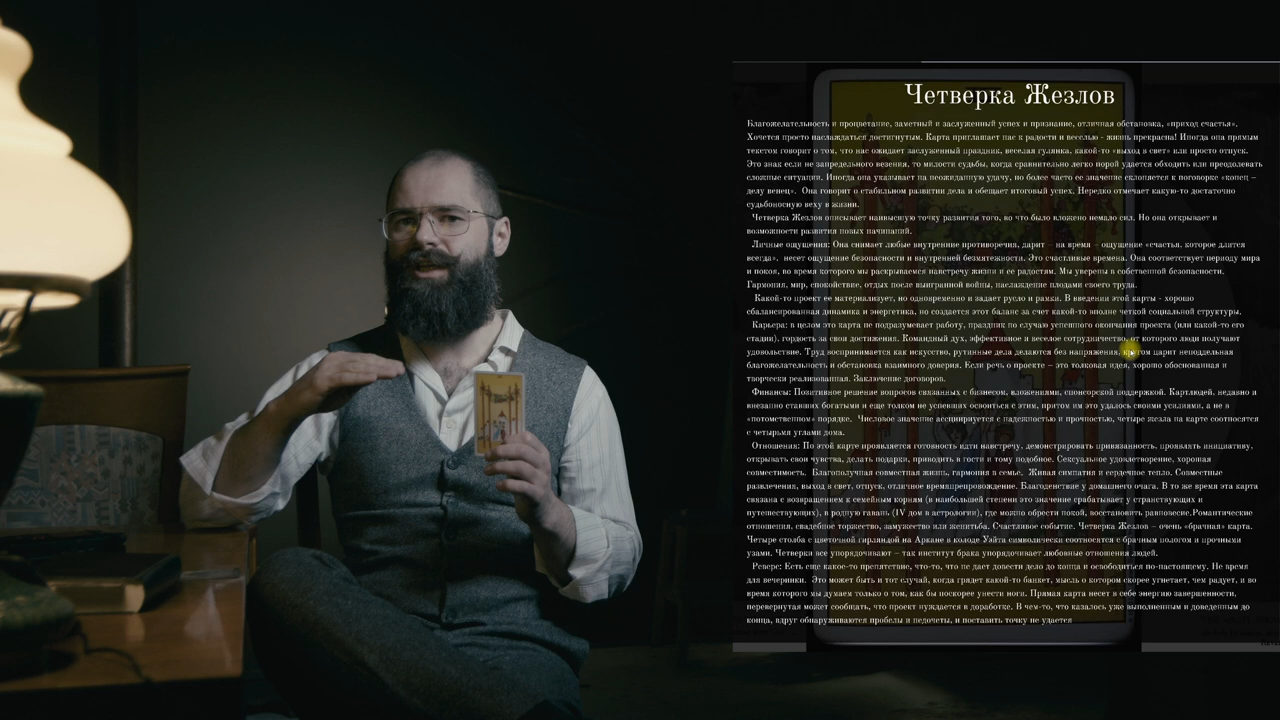 Четверка Жезлов
Благожелательность и процветание, заметный и заслуженный успех и признание, отличная обстановка, «приход счастья».
Хочется просто наслаждаться достигнутым. Карта приглашает нас к радости и веселью - жизнь прекрасна! Иногда она прямым
текстом говорит о том, что нас ожидает заслуженный праздник, веселая гулянка, какой-то «выход в свет» или просто отпуск.
Это знак если не запредельного везения, то милости судьбы, когда сравнительно легко порой удается обходить или преодолевать
сложные ситуации. Иногда она указывает на неожиданную удачу, но более часто ее значение склоняется к поговорке «конец –
делу венец».  Она говорит о стабильном развитии дела и обещает итоговый успех. Нередко отмечает какую-то достаточно
судьбоносную веху в жизни.
Четверка Жезлов описывает наивысшую точку развития того, во что было вложено немало сил. Но она открывает и
возможности развития новых начинаний.
Личные ощущения: Она снимает любые внутренние противоречия, дарит – на время – ощущение «счастья, которое длится
всегда».  несет ощущение безопасности и внутренней безмятежности. Это счастливые времена. Она соответствует периоду мира
и покоя, во время которого мы раскрываемся навстречу жизни и ее радостям. Мы уверены в собственной безопасности.
Гармония, мир, спокойствие, отдых после выигранной войны, наслаждение плодами своего труда.
Какой-то проект ее материализует, но одновременно и задает русло и рамки. В введении этой карты - хорошо
сбалансированная динамика и энергетика, но создается этот баланс за счет какой-то вполне четкой социальной структуры.
Карьера: в целом это карта не подразумевает работу, праздник по случаю успешного окончания проекта (или какой-то его
стадии), гордость за свои достижения. Командный дух, эффективное и веселое сотрудничество, от которого люди получают
удовольствие. Труд воспринимается как искусство, рутинные дела делаются без напряжения, кругом царит неподдельная
благожелательность и обстановка взаимного доверия. Если речь о проекте – это толковая идея, хорошо обоснованная и
творчески реализованная. Заключение договоров.
Финансы: Позитивное решение вопросов связанных с бизнесом, вложениями, спонсорской поддержкой. Картлюдей, недавно и
внезапно ставших богатыми и еще толком не успевших освоиться с этим, притом им это удалось своими усилиями, а не в
«потомственном» порядке.  Числовое значение ассоциируется с надежностью и прочностью, четыре жезла на карте соотносятся
с четырьмя углами дома.
Отношения: По этой карте проявляется готовность идти навстречу, демонстрировать привязанность, проявлять инициативу,
открывать свои чувства, делать подарки, приводить в гости и тому подобное. Сексуальное удовлетворение, хорошая
совместимость.  Благополучная совместная жизнь, гармония в семье.  Живая симпатия и сердечное тепло. Совместные
развлечения, выход в свет, отпуск, отличное времяпрепровождение. Благоденствие у домашнего очага. В то же время эта карта
связана с возвращением к семейным корням (в наибольшей степени это значение срабатывает у странствующих и
путешествующих), в родную гавань (IV дом в астрологии), где можно обрести покой, восстановить равновесие.Романтические
отношения, свадебное торжество, замужество или женитьба. Счастливое событие. Четверка Жезлов – очень «брачная» карта.
Четыре столба с цветочной гирляндой на Аркане в колоде Уэйта символически соотносятся с брачным пологом и прочными
узами. Четверки все упорядочивают – так институт брака упорядочивает любовные отношения людей.
Реверс: Есть еще какое-то препятствие, что-то, что не дает довести дело до конца и освободиться по-настоящему. Не время
для вечеринки.  Это может быть и тот случай, когда грядет какой-то банкет, мысль о котором скорее угнетает, чем радует, и во
время которого мы думаем только о том, как бы поскорее унести ноги. Прямая карта несет в себе энергию завершенности,
перевернутая может сообщать, что проект нуждается в доработке. В чем-то, что казалось уже выполненным и доведенным до
конца, вдруг обнаруживаются пробелы и недочеты, и поставить точку не удается